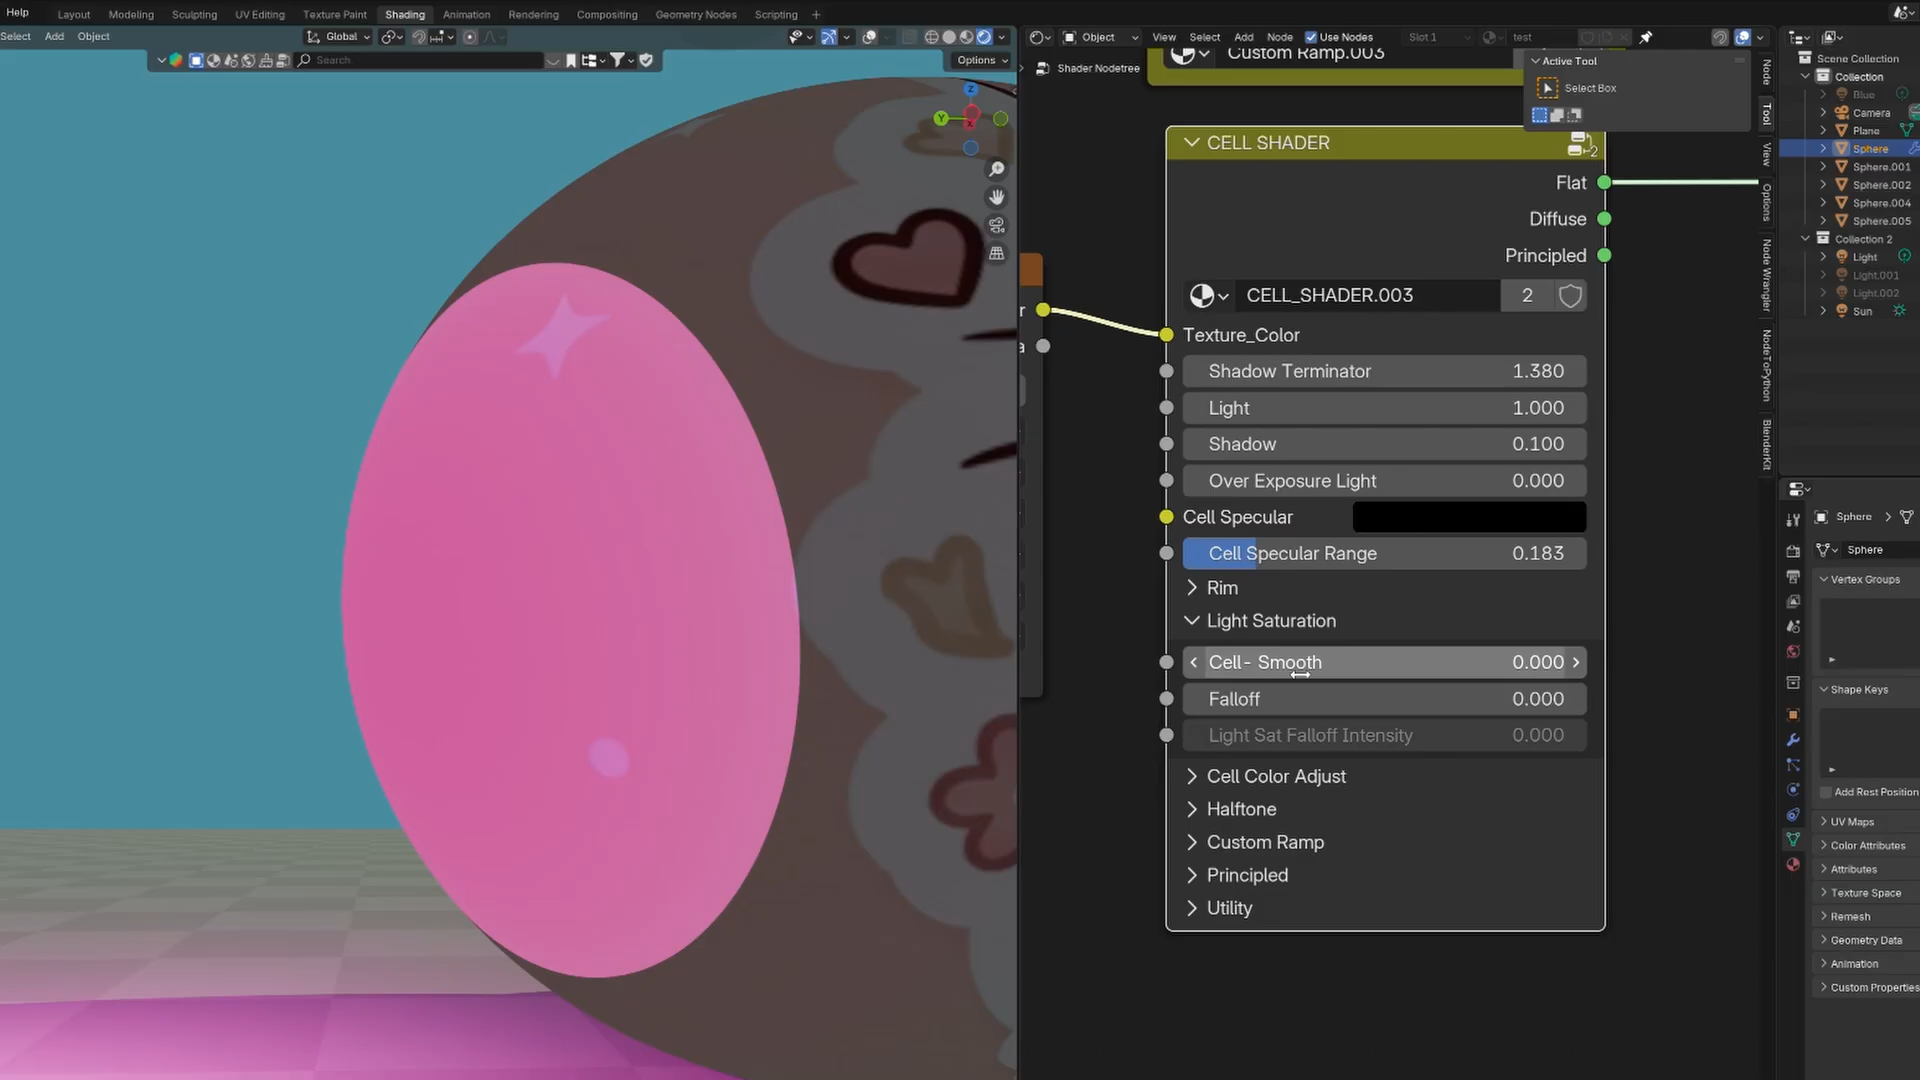 Help
Layout Modeling Sculpting UV Editing Texture Paint Shading Animation Rendering Compositing Geometry Nodes Scripting +
Select Add Object
Global
Search
Options
Z
Y
X
Object View Select Add Node Use Nodes Slot 1 test
Shader Nodetree
Custom Ramp.003
Active Tool
Select Box
Node
Tool
View
Options
Node Wrangler
NodeToPython
BlenderKit
CELL SHADER
2
Flat
Diffuse
Principled
CELL_SHADER.003 2
r
a
Texture_Color
Shadow Terminator 1.380
Light 1.000
Shadow 0.100
Over Exposure Light 0.000
Cell Specular
Cell Specular Range 0.183
Rim
Light Saturation
Cell- Smooth 0.000
Falloff 0.000
Light Sat Falloff Intensity 0.000
Cell Color Adjust
Halftone
Custom Ramp
Principled
Utility
Scene Collection
Collection
Blue
Camera
Plane
Sphere
Sphere.001
Sphere.002
Sphere.004
Sphere.005
Collection 2
Light
Light.001
Light.002
Sun
Sphere
Sphere
Vertex Groups
Shape Keys
Add Rest Position
UV Maps
Color Attributes
Attributes
Texture Space
Remesh
Geometry Data
Animation
Custom Properties